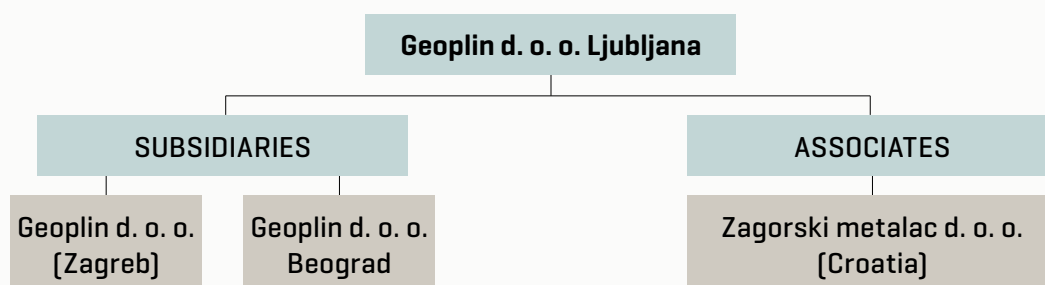 Geoplin d. o. o. Ljubljana
SUBSIDIARIES
ASSOCIATES
Geoplin d. o. o.
(Zagreb)
Geoplin d. o. o.
Beograd
Zagorski metalac d. o. o.
(Croatia)